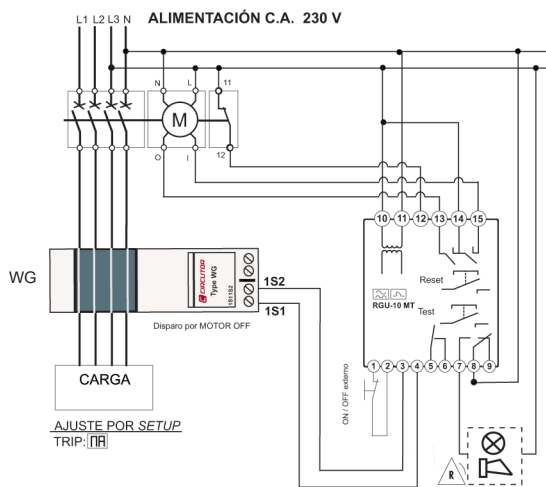 ALIMENTACIÓN C.A. 230 V
L1 L2 L3 N
N L 11
M
O I 12
10 11 12 13 14 15
WG
CIRCUTOR
Type WG
1S1 1S2
1S2
1S1
Disparo por MOTOR OFF
Reset
RGU-10 MT
Test
1 2 3 4 5 6 7 8 9
ON / OFF externo
CARGA
AJUSTE POR SETUP
TRIP:
R